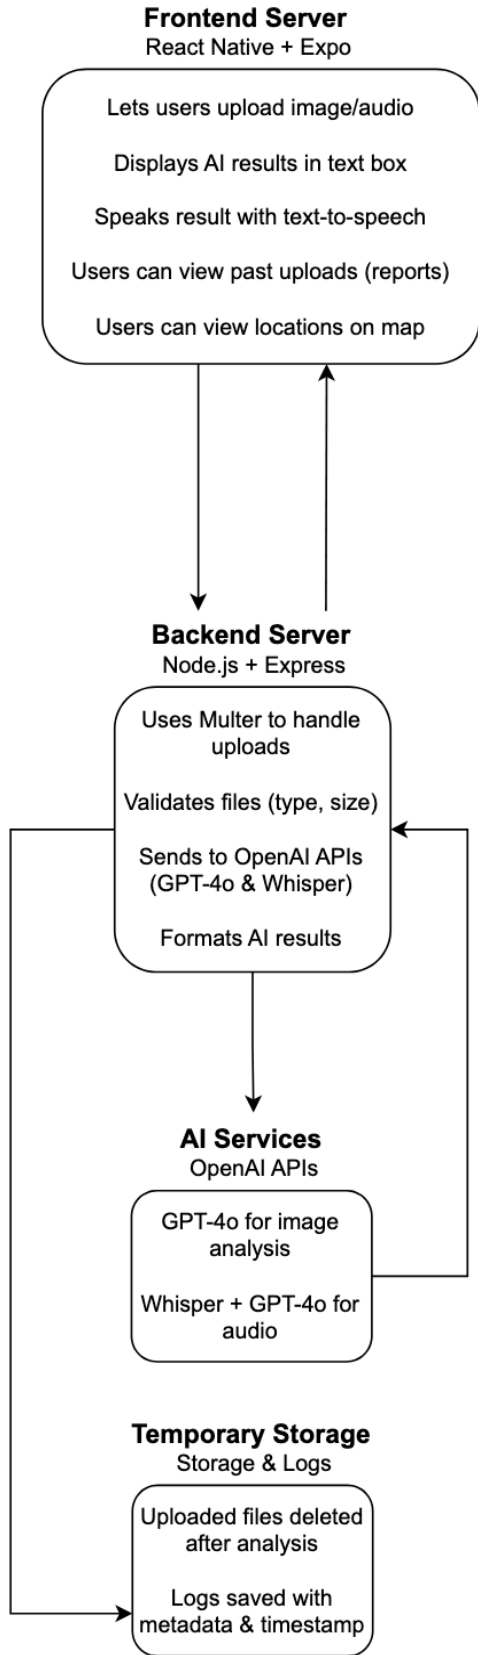 Frontend Server
React Native + Expo
Lets users upload image/audio
Displays AI results in text box
Speaks result with text-to-speech
Users can view past uploads (reports)
Users can view locations on map
Backend Server
Node.js + Express
Uses Multer to handle
uploads
Validates files (type, size)
Sends to OpenAI APIs
(GPT-4o & Whisper)
Formats AI results
AI Services
OpenAI APIs
GPT-4o for image
analysis
Whisper + GPT-4o for
audio
Temporary Storage
Storage & Logs
Uploaded files deleted
after analysis
Logs saved with
metadata & timestamp